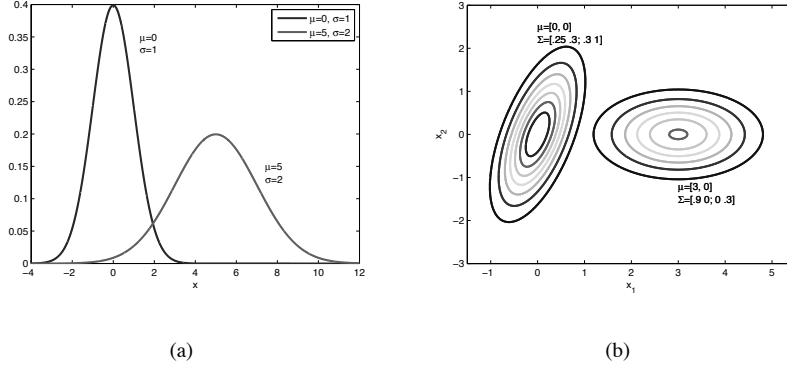 0.4
0.35
0.3
0.25
0.2
0.15
0.1
0.05
0
−4
−2
0
2
4
6
8
10
12
x
μ=0
σ=1
μ=5
σ=2
μ=0, σ=1
μ=5, σ=2
(a)
3
2
1
0
−1
−2
−3
−1
0
1
2
3
4
5
x₁
x₂
μ=[0, 0]
Σ=[.25 .3; .3 1]
μ=[3, 0]
Σ=[.9 0; 0 .3]
(b)